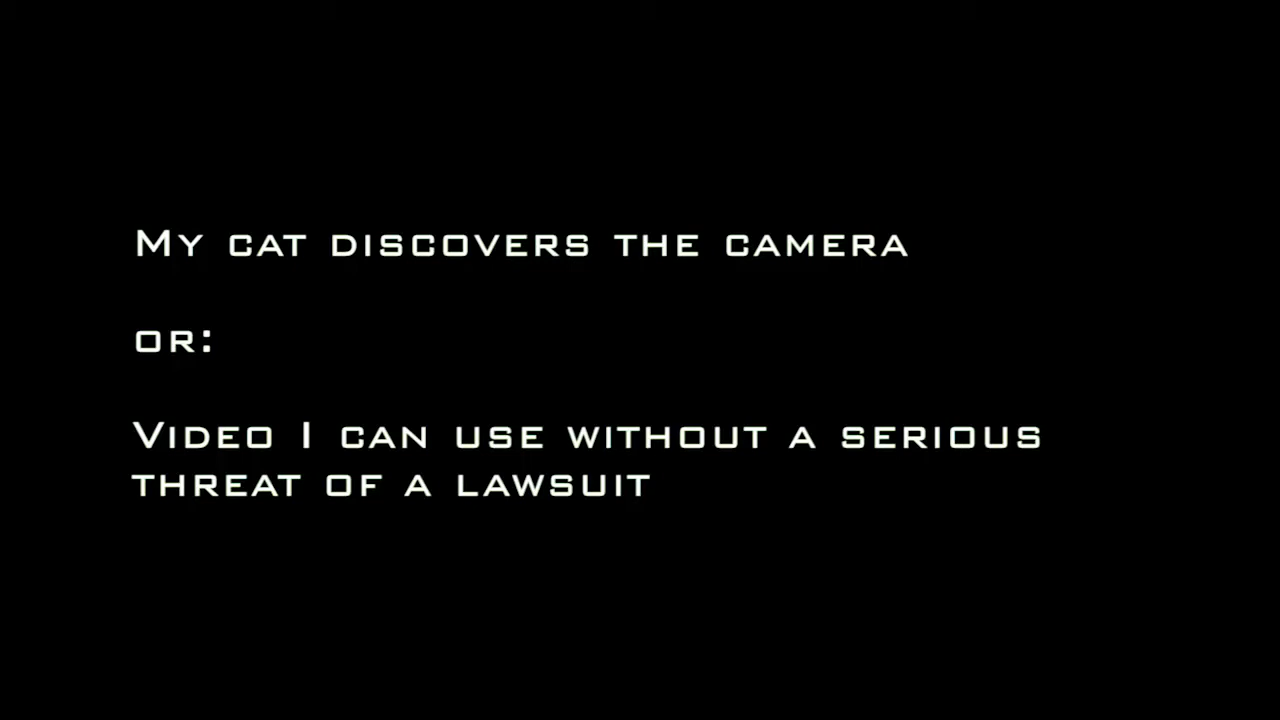 My cat discovers the camera
or:
Video I can use without a serious
threat of a lawsuit